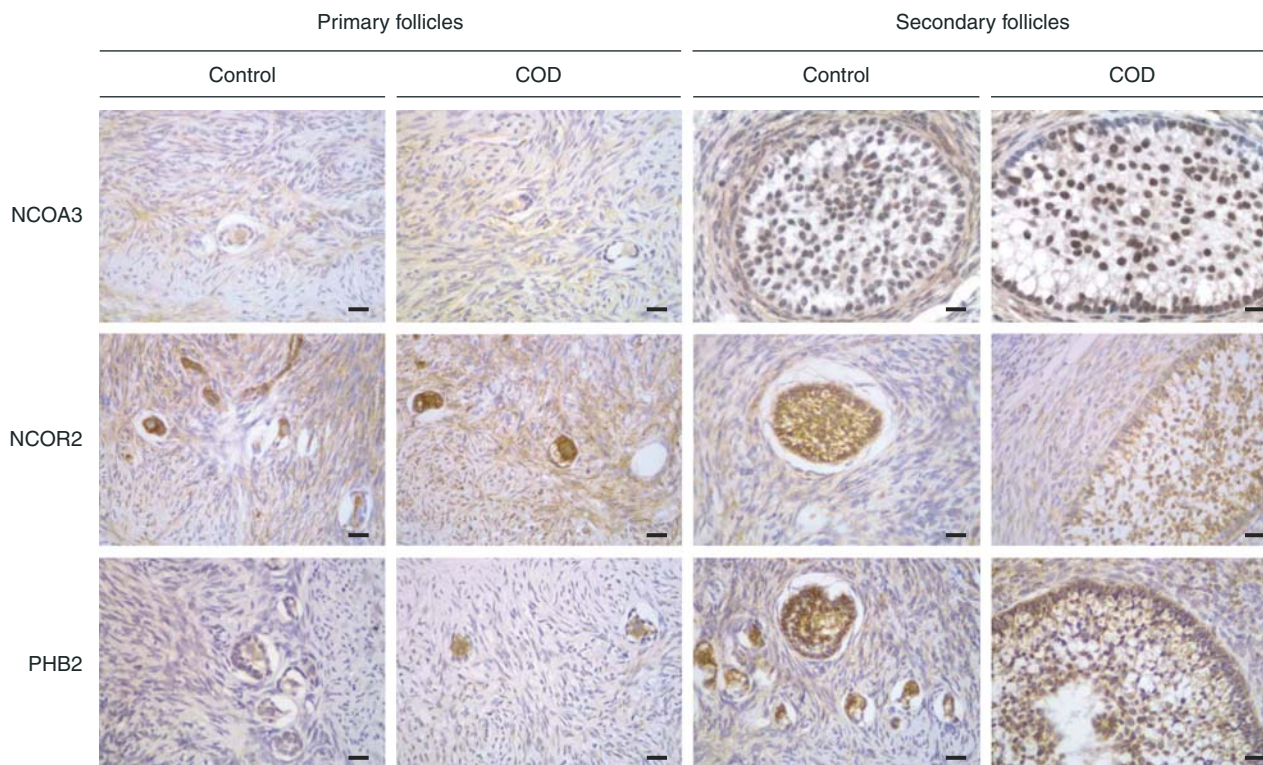 Primary follicles Secondary follicles
Control COD Control COD
NCOA3
NCOR2
PHB2